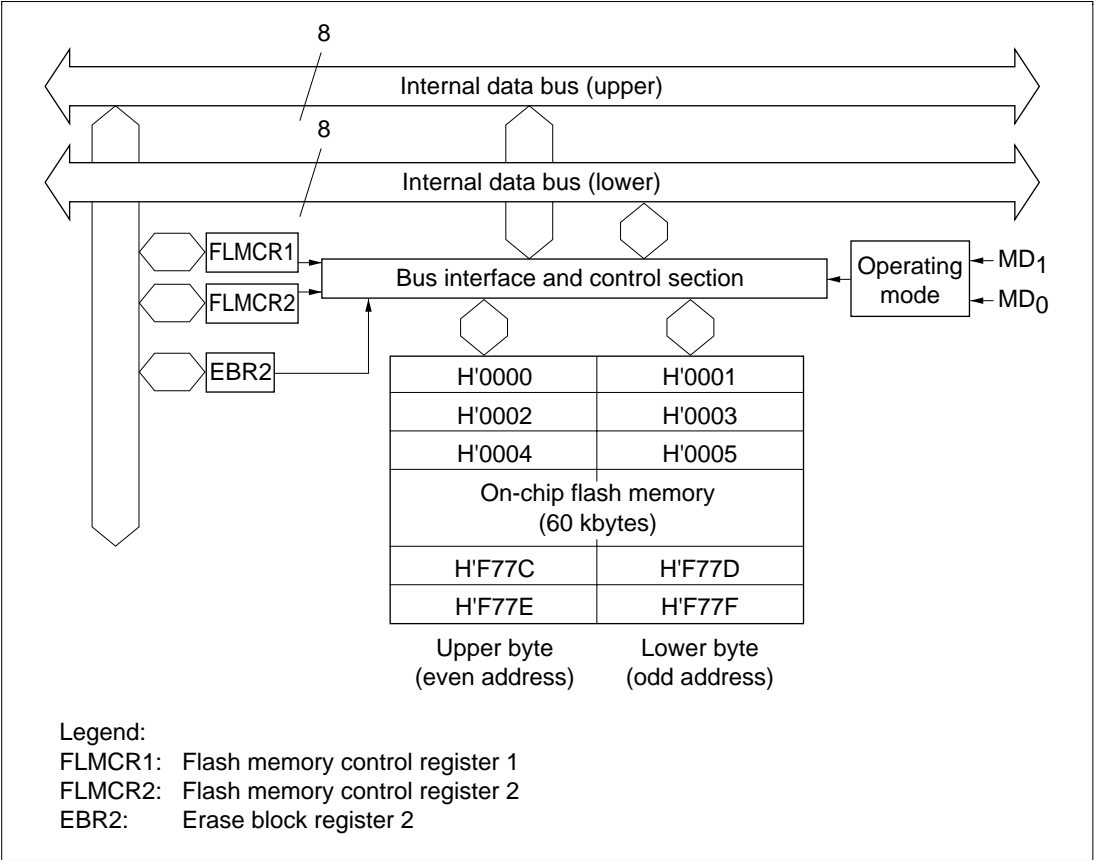 8
Internal data bus (upper)
8
Internal data bus (lower)
FLMCR1
Bus interface and control section
Operating
mode
MD1
MD0
FLMCR2
EBR2
H'0000 H'0001
H'0002 H'0003
H'0004 H'0005
On-chip flash memory
(60 kbytes)
H'F77C H'F77D
H'F77E H'F77F
Upper byte
(even address)
Lower byte
(odd address)
Legend:
FLMCR1: Flash memory control register 1
FLMCR2: Flash memory control register 2
EBR2: Erase block register 2